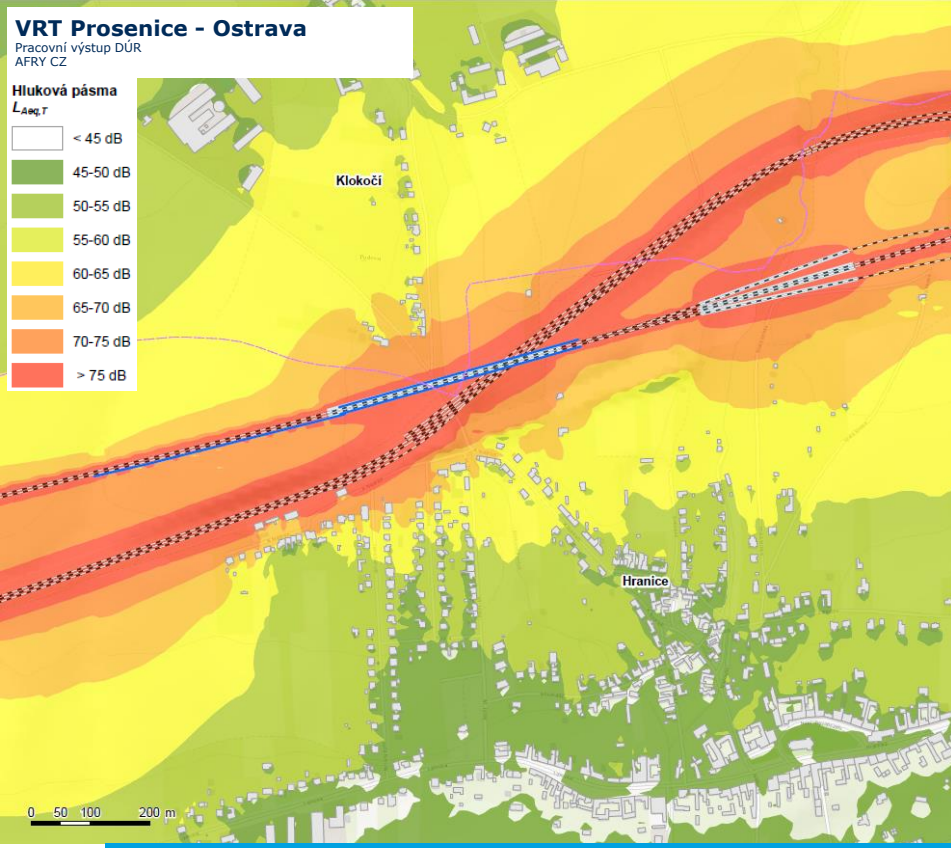 VRT Prosenice - Ostrava
Pracovní výstup DÚR
AFRY CZ
Hluková pásma
LAeq,T
< 45 dB
45-50 dB
50-55 dB
55-60 dB
60-65 dB
65-70 dB
70-75 dB
> 75 dB
Klokočí
Hranice
0 50 100 200 m